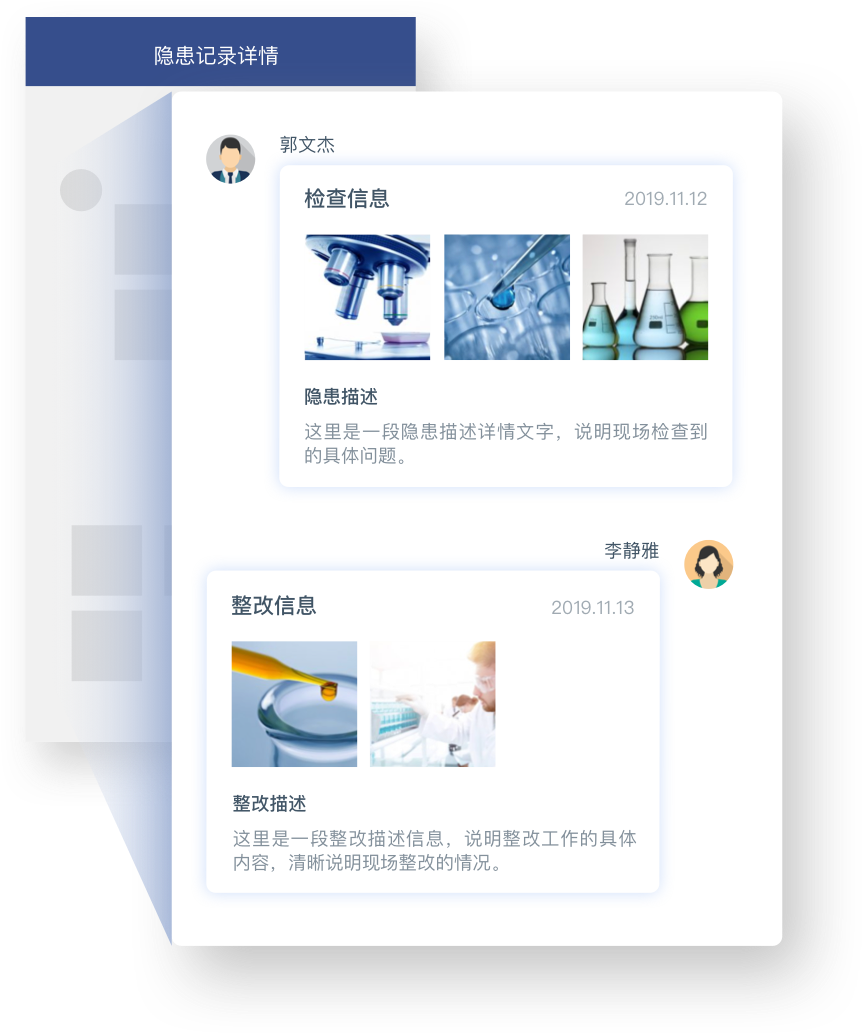 隐患记录详情
郭文杰
检查信息
2019.11.12
隐患描述
这里是一段隐患描述详情文字，说明现场检查到
的具体问题。
李静雅
整改信息
2019.11.13
整改描述
这里是一段整改描述信息，说明整改工作的具体
内容，清晰说明现场整改的情况。